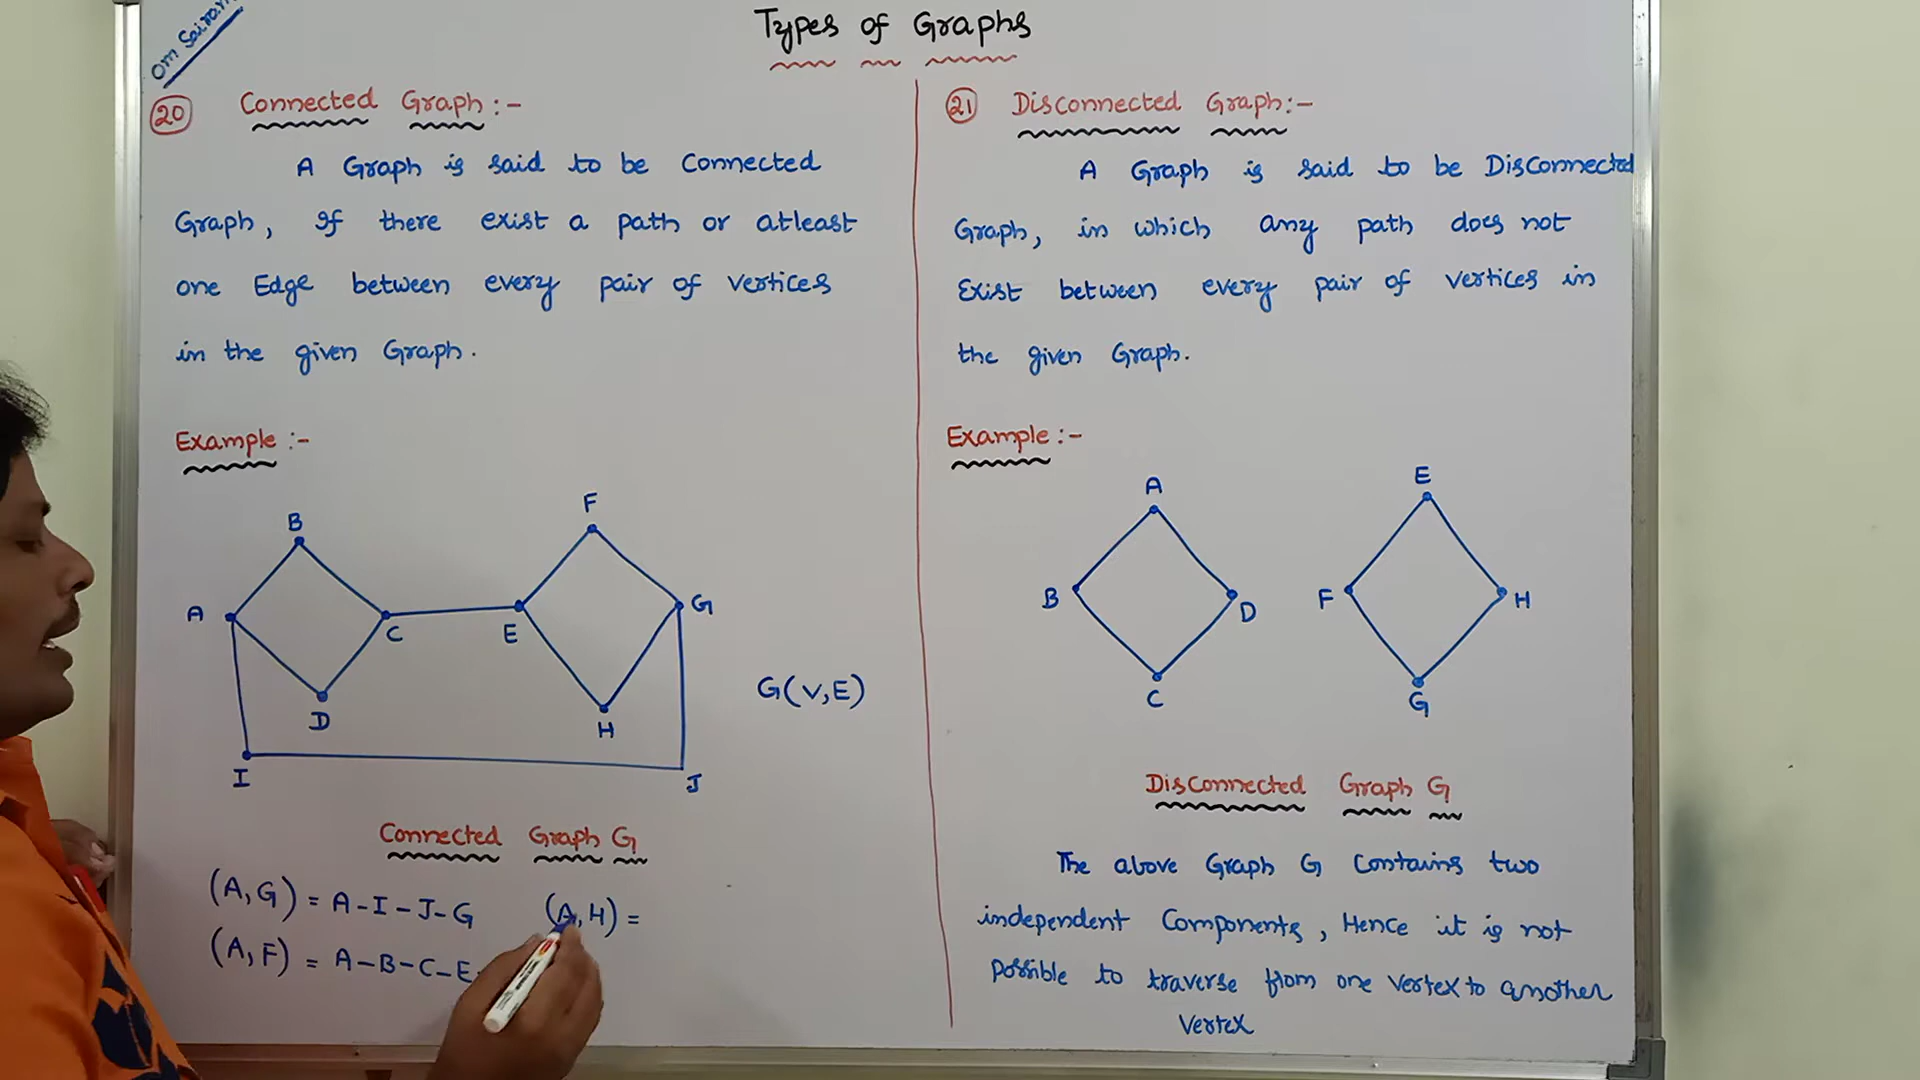 Om Sairam
Types of Graphs
20 Connected Graph :-
A Graph is said to be Connected
Graph, If there exist a path or atleast
one Edge between every pair of vertices
in the given Graph.
Example :-
B
F
A
C
E
G
D
H
I
J
G(V,E)
Connected Graph G
(A,G) = A-I-J-G
(A,H) =
(A,F) = A-B-C-E-
21 Disconnected Graph:-
A Graph is said to be Disconnected
Graph, in which any path does not
Exist between every pair of vertices in
the given Graph.
Example :-
A
E
B
D
F
H
C
G
Disconnected Graph G
The above Graph G Contains two
independent Components, Hence it is not
possible to traverse from one vertex to another
vertex